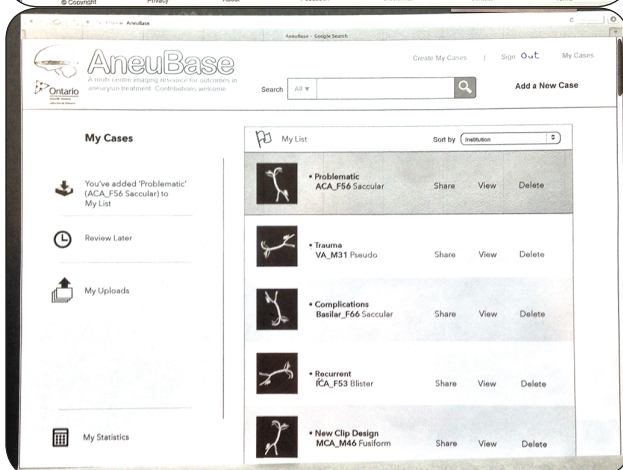 © Copyright Privacy About
AneuBase
AneuBase - Google Search
AneuBase
A multi-centre imaging resource for outcomes in
aneurysm treatment. Contributions welcome.
Ontario
Create My Cases | Sign Out My Cases
Search All
Add a New Case
My Cases
You've added 'Problematic'
(ACA_F56 Saccular) to
My List
Review Later
My Uploads
My Statistics
My List Sort by Institution
• Problematic
ACA_F56 Saccular Share View Delete
• Trauma
VA_M31 Pseudo Share View Delete
• Complications
Basilar_F66 Saccular Share View Delete
• Recurrent
ICA_F53 Blister Share View Delete
• New Clip Design
MCA_M46 Fusiform Share View Delete